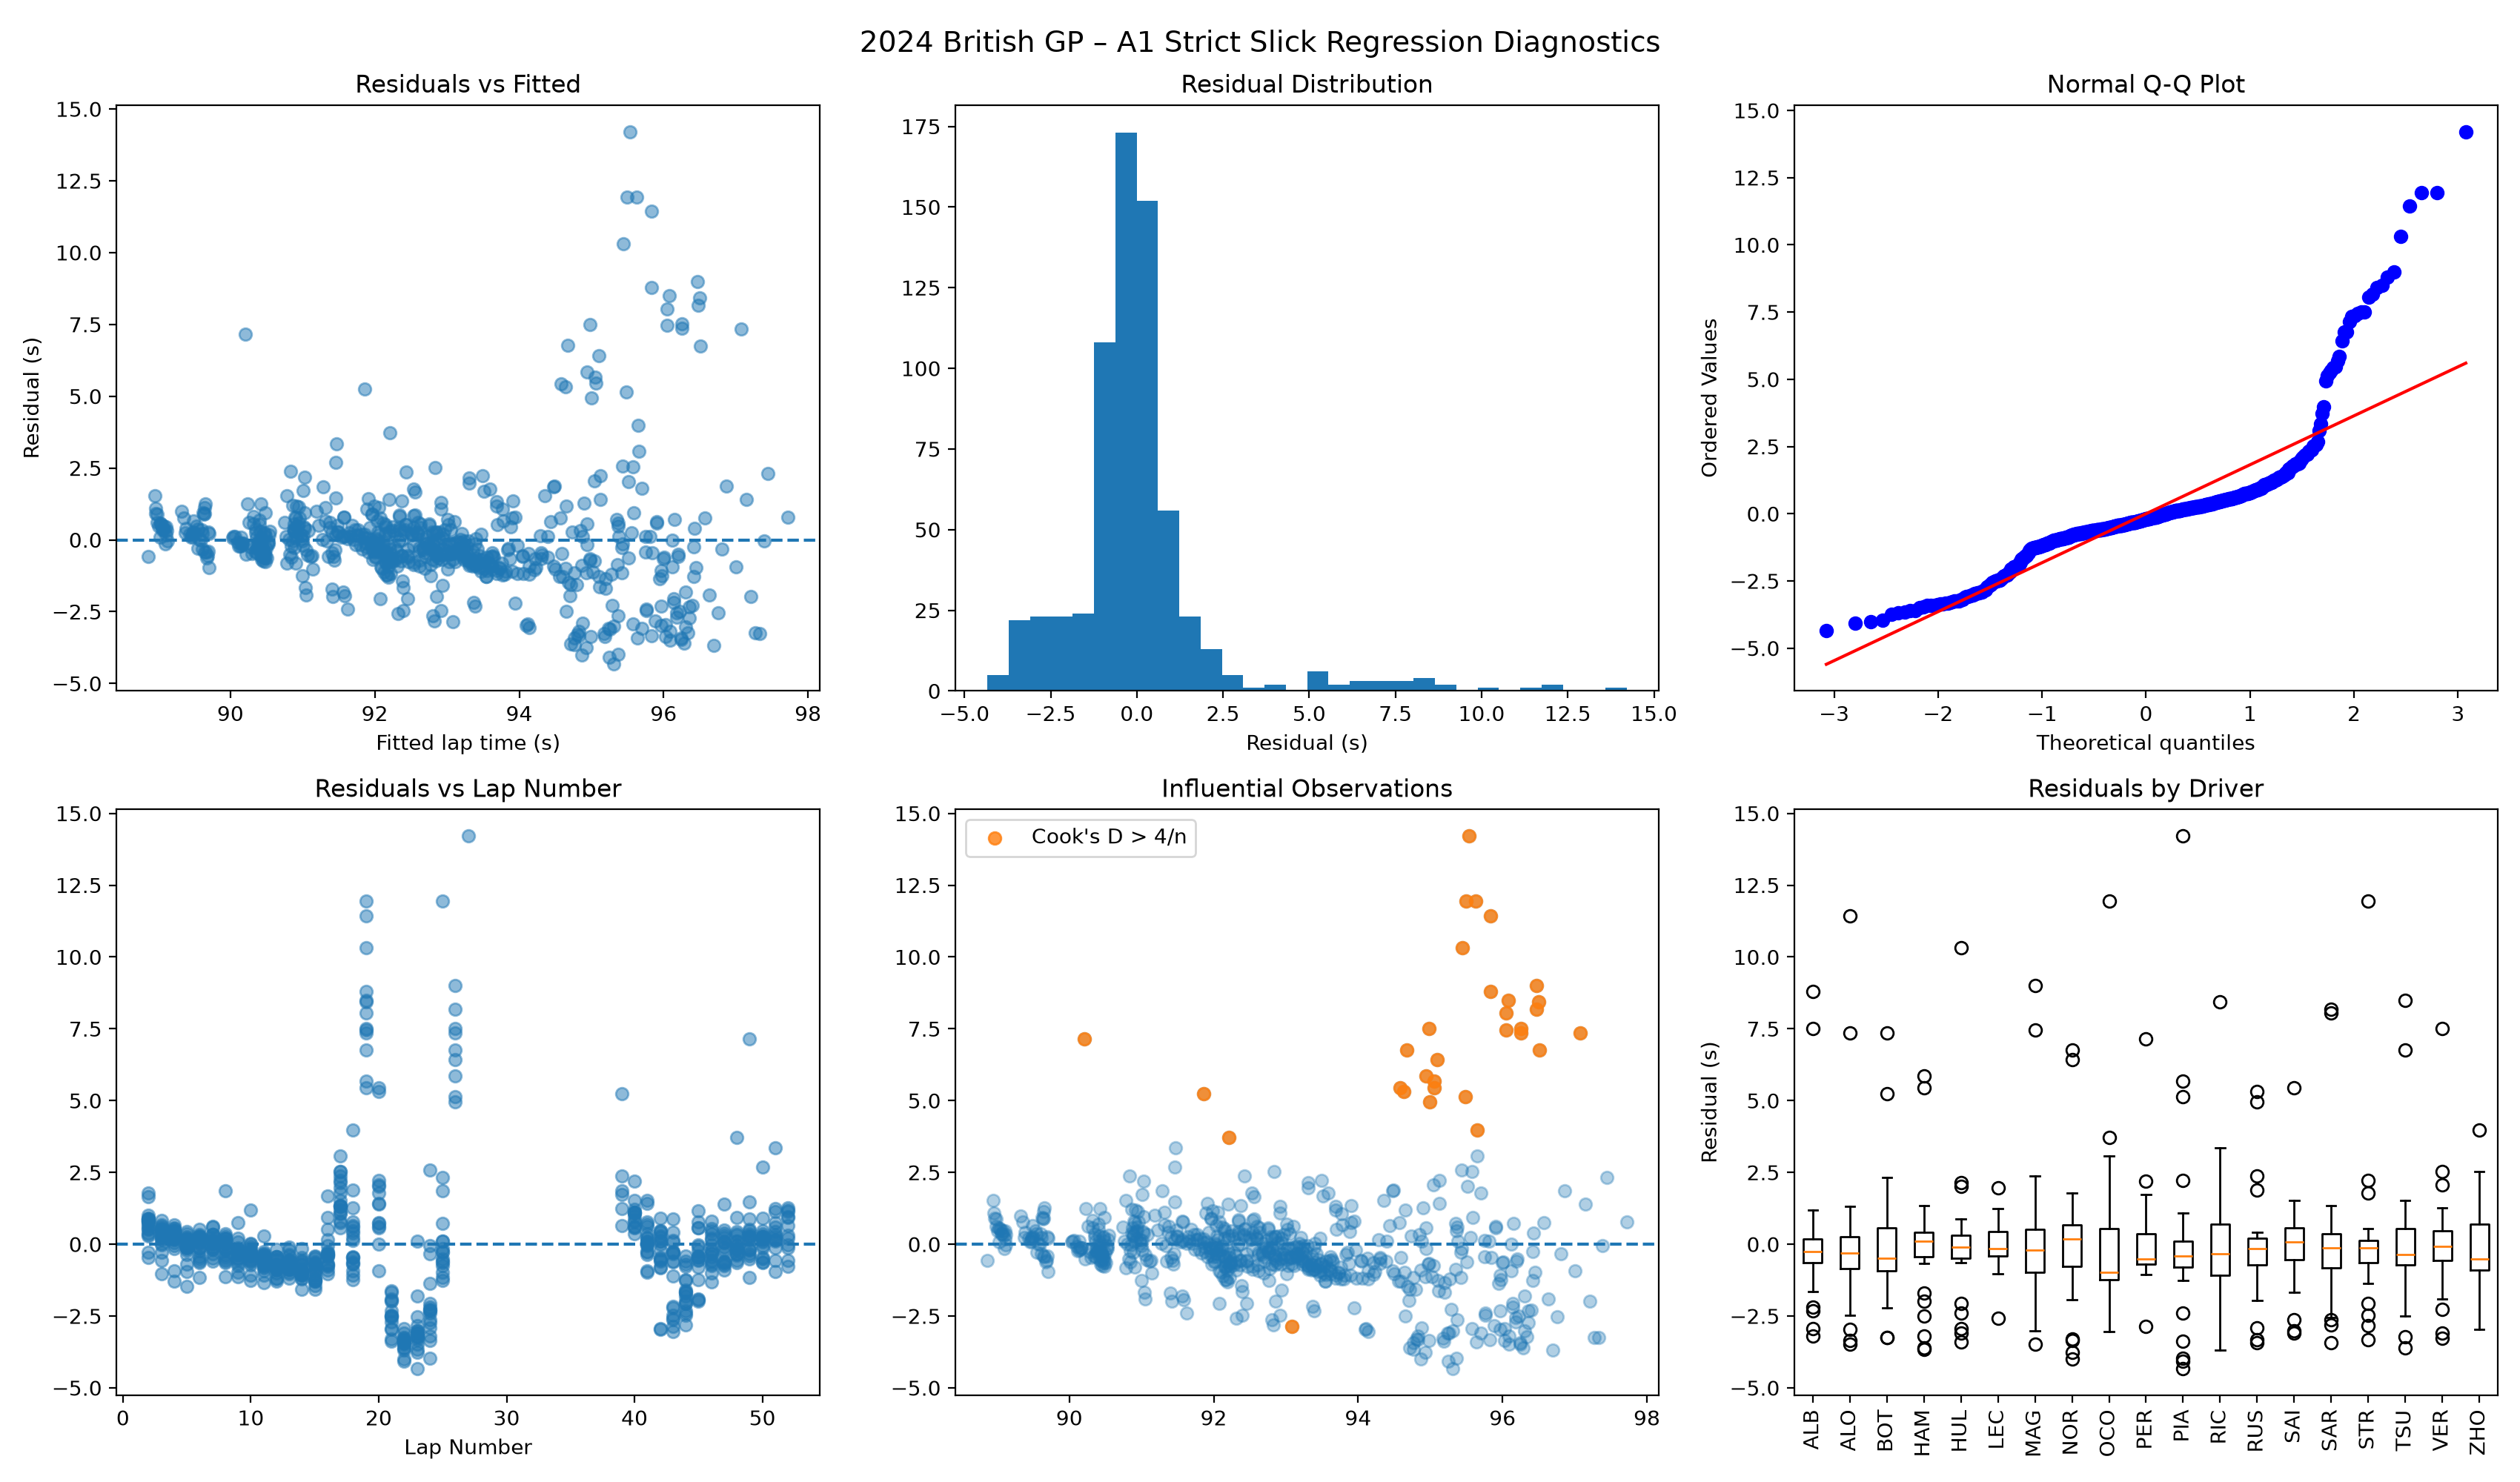 2024 British GP – A1 Strict Slick Regression Diagnostics
Residuals vs Fitted
15.0
12.5
10.0
7.5
5.0
2.5
0.0
−2.5
−5.0
Residual (s)
90 92 94 96 98
Fitted lap time (s)
Residual Distribution
175
150
125
100
75
50
25
0
−5.0 −2.5 0.0 2.5 5.0 7.5 10.0 12.5 15.0
Residual (s)
Normal Q-Q Plot
15.0
12.5
10.0
7.5
5.0
2.5
0.0
−2.5
−5.0
Ordered Values
−3 −2 −1 0 1 2 3
Theoretical quantiles
Residuals vs Lap Number
15.0
12.5
10.0
7.5
5.0
2.5
0.0
−2.5
−5.0
0 10 20 30 40 50
Lap Number
Influential Observations
Cook's D > 4/n
15.0
12.5
10.0
7.5
5.0
2.5
0.0
−2.5
−5.0
90 92 94 96 98
Residuals by Driver
15.0
12.5
10.0
7.5
5.0
2.5
0.0
−2.5
−5.0
Residual (s)
ALB ALO BOT HAM HUL LEC MAG NOR OCO PER PIA RIC RUS SAI SAR STR TSU VER ZHO